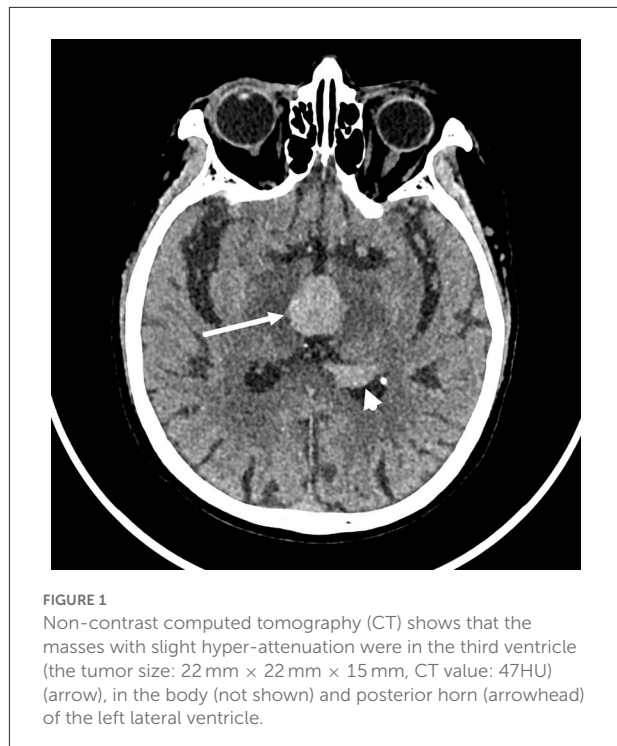 FIGURE 1
Non-contrast computed tomography (CT) shows that the
masses with slight hyper-attenuation were in the third ventricle
(the tumor size: 22 mm × 22 mm × 15 mm, CT value: 47HU)
(arrow), in the body (not shown) and posterior horn (arrowhead)
of the left lateral ventricle.